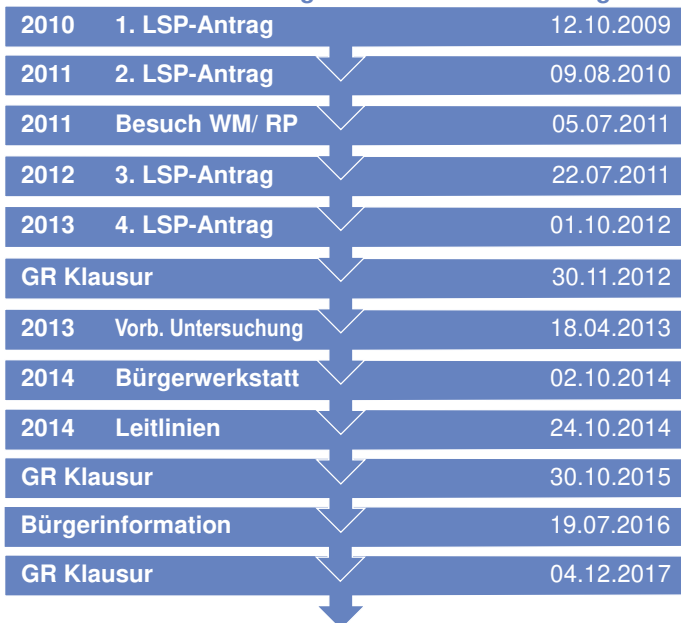 2010 1. LSP-Antrag 12.10.2009
2011 2. LSP-Antrag 09.08.2010
2011 Besuch WM/ RP 05.07.2011
2012 3. LSP-Antrag 22.07.2011
2013 4. LSP-Antrag 01.10.2012
GR Klausur 30.11.2012
2013 Vorb. Untersuchung 18.04.2013
2014 Bürgerwerkstatt 02.10.2014
2014 Leitlinien 24.10.2014
GR Klausur 30.10.2015
Bürgerinformation 19.07.2016
GR Klausur 04.12.2017